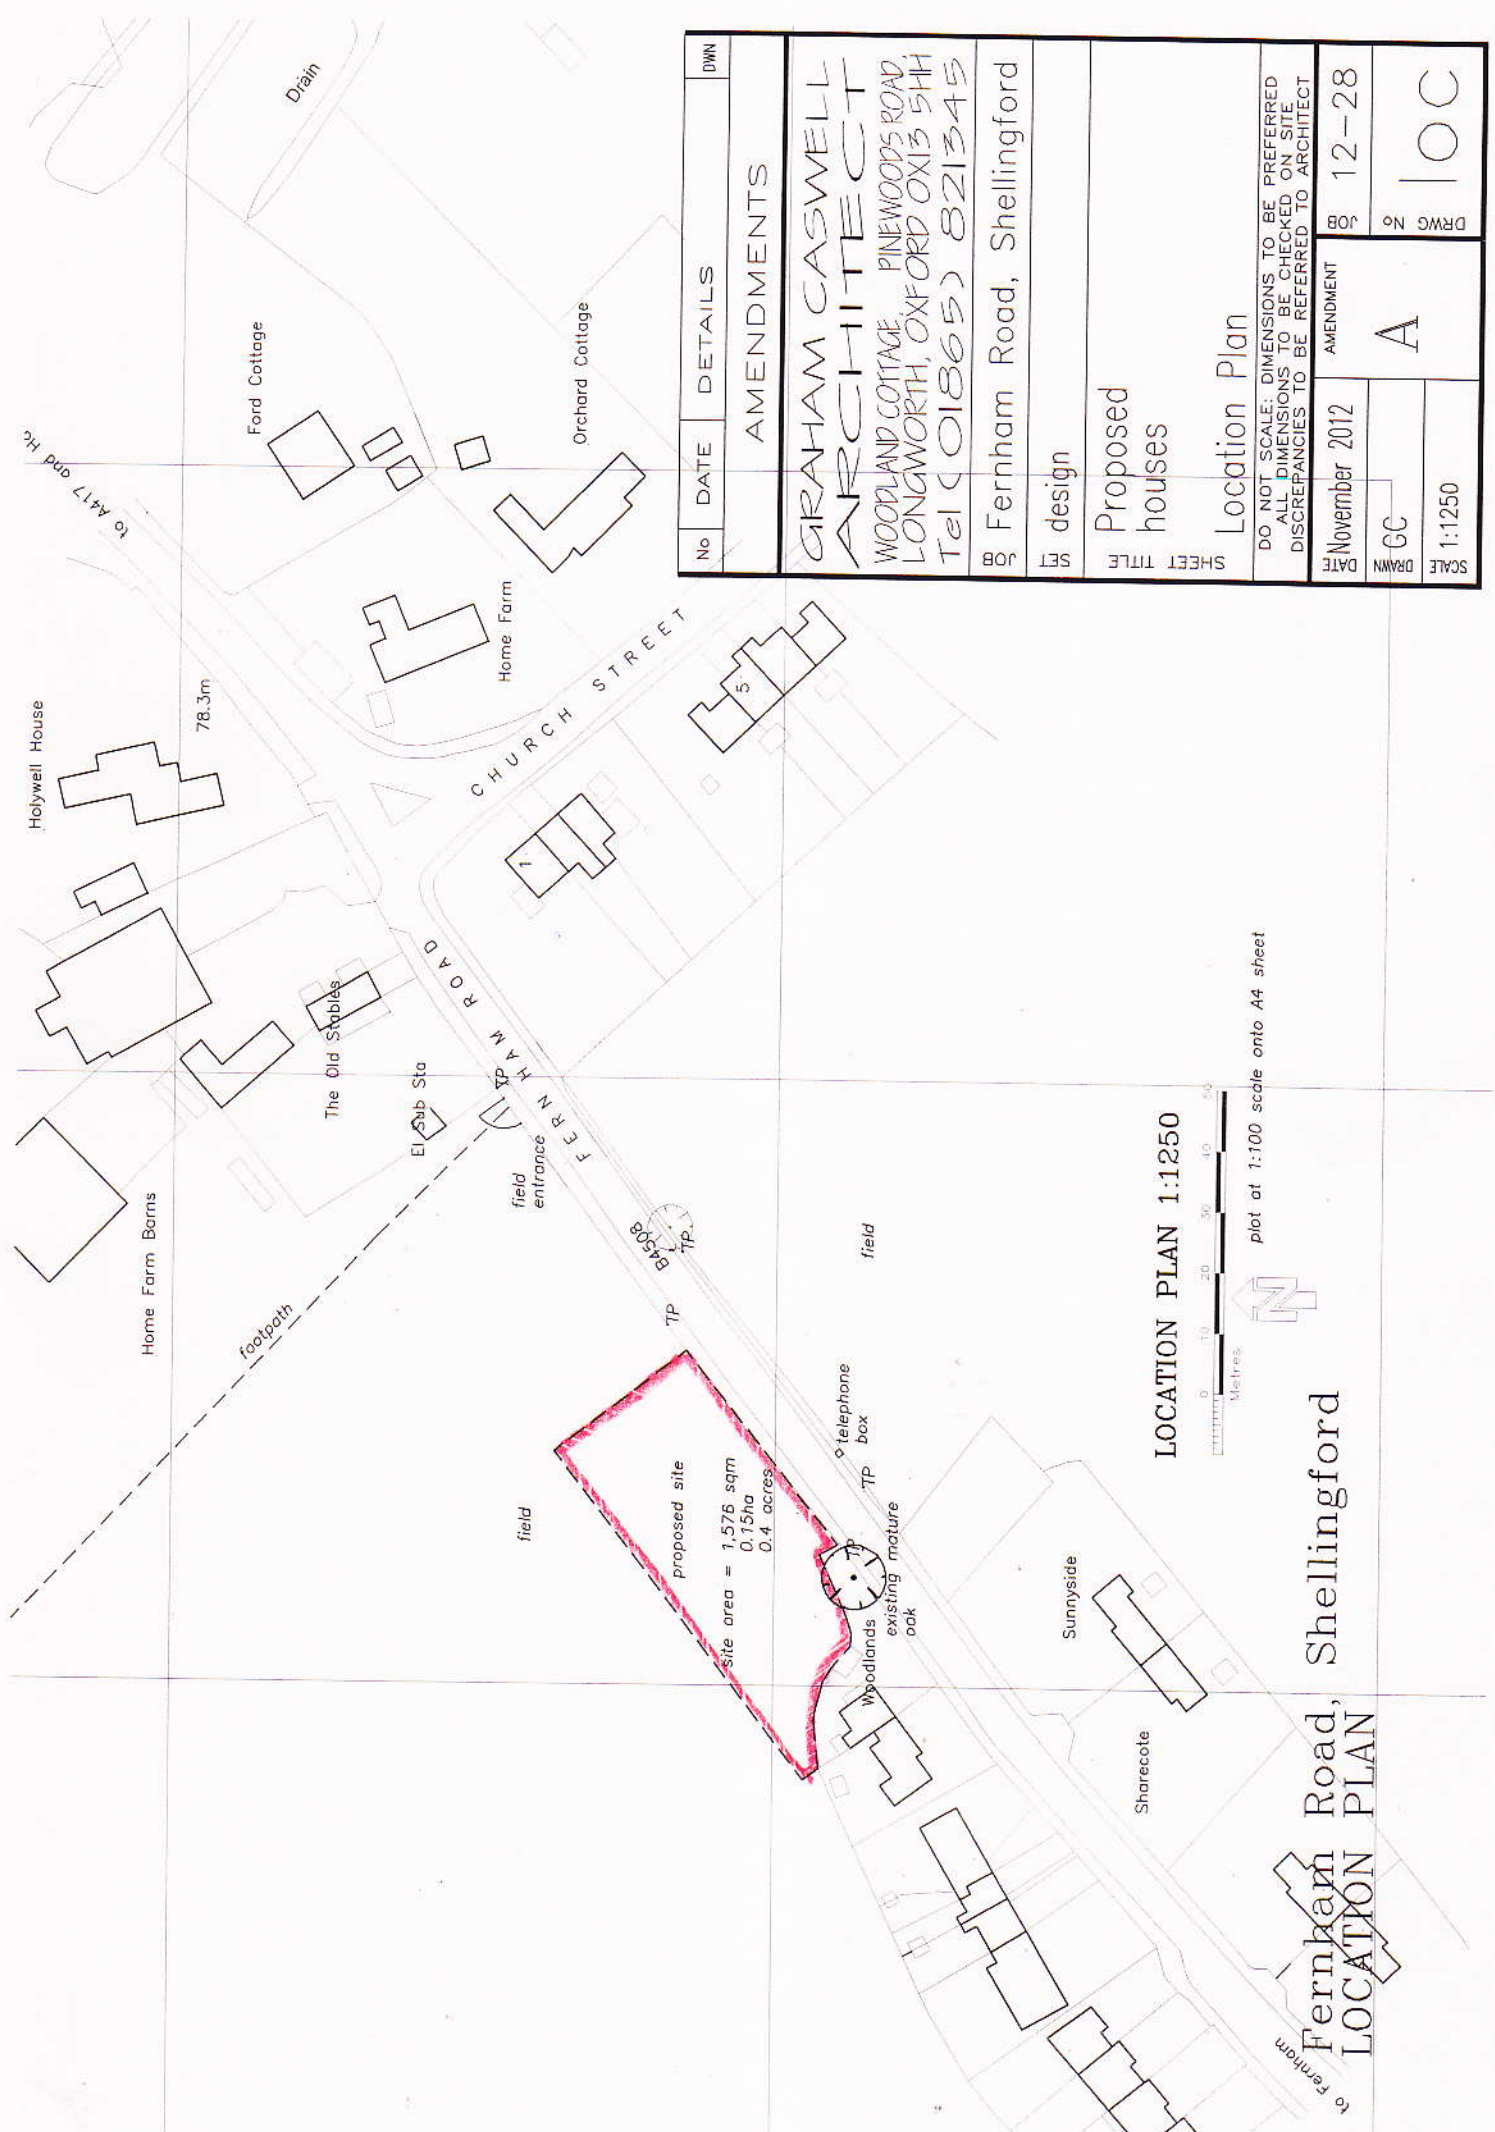 Holywell House
78.3m
to A417 and Ho
Ford Cottage
Drain
Orchard Cottage
Home Farm
CHURCH STREET
1
5
The Old Stables
El Sub Sta
Home Farm Barns
footpath
field
entrance
TP
FERNHAM ROAD
B4508
TP
TP
field
field
proposed site
site area = 1,576 sqm
0.15ha
0.4 acres
telephone
box
TP
TP
existing mature
oak
Woodlands
Sunnyside
Sharecote
to Fernham
LOCATION PLAN 1:1250
0 10 20 30 40 50
Metres
N
plot at 1:100 scale onto A4 sheet
Fernham Road, Shellingford
LOCATION PLAN
No DATE DETAILS DWN
AMENDMENTS
GRAHAM CASWELL
ARCHITECT
WOODLAND COTTAGE, PINEWOODS ROAD,
LONGWORTH, OXFORD OX13 5HH
Tel (01865) 821345
JOB Fernham Road, Shellingford
SET design
SHEET TITLE Proposed
houses
Location Plan
DO NOT SCALE: DIMENSIONS TO BE PREFERRED
ALL DIMENSIONS TO BE CHECKED ON SITE
DISCREPANCIES TO BE REFERRED TO ARCHITECT
DATE November 2012
DRAWN GC
SCALE 1:1250
AMENDMENT
A
JOB 12-28
DRWG No 10C